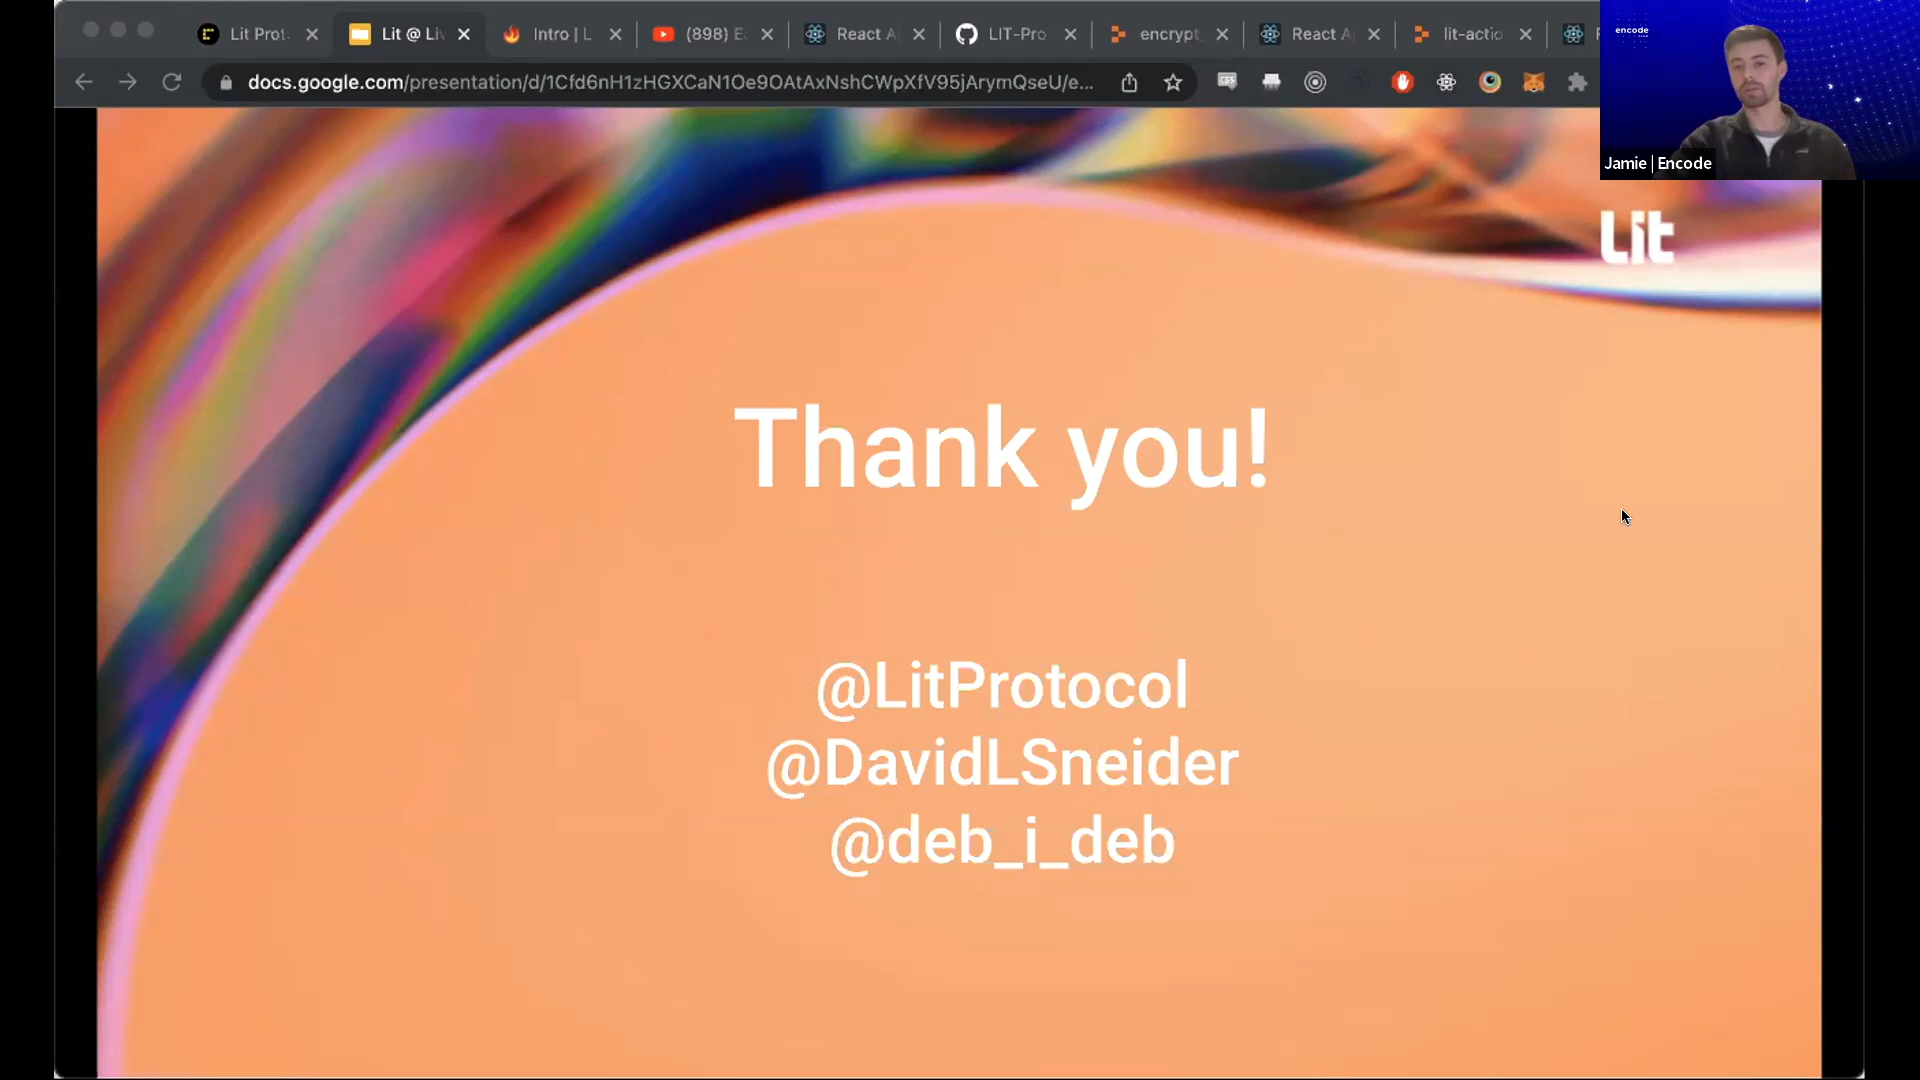 Lit Prot
Lit @ Liv
Intro | L
(898) E
React A
LIT-Pro
encrypt
React A
lit-actio
encode
docs.google.com/presentation/d/1Cfd6nH1zHGXCaN1Oe9OAtAxNshCWpXfV95jArymQseU/e...
Jamie | Encode
Lit
Thank you!
@LitProtocol
@DavidLSneider
@deb_i_deb